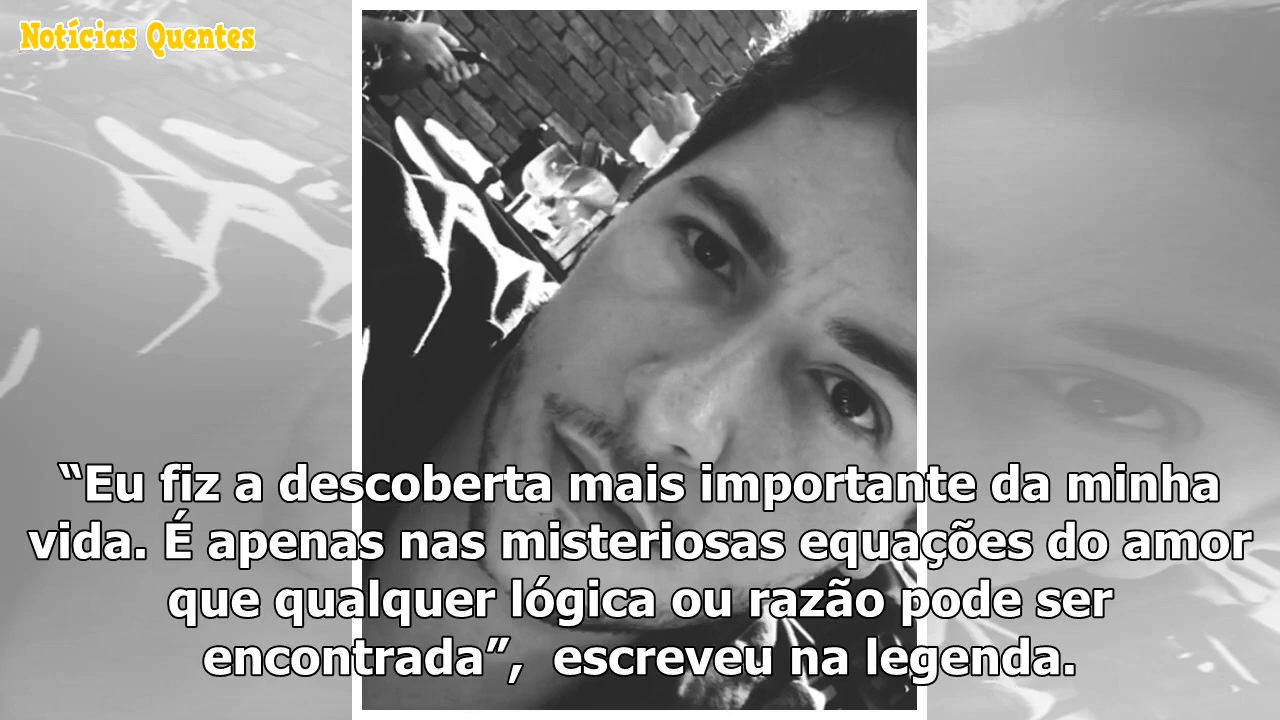 Notícias Quentes
“Eu fiz a descoberta mais importante da minha
vida. É apenas nas misteriosas equações do amor
que qualquer lógica ou razão pode ser
encontrada”,  escreveu na legenda.